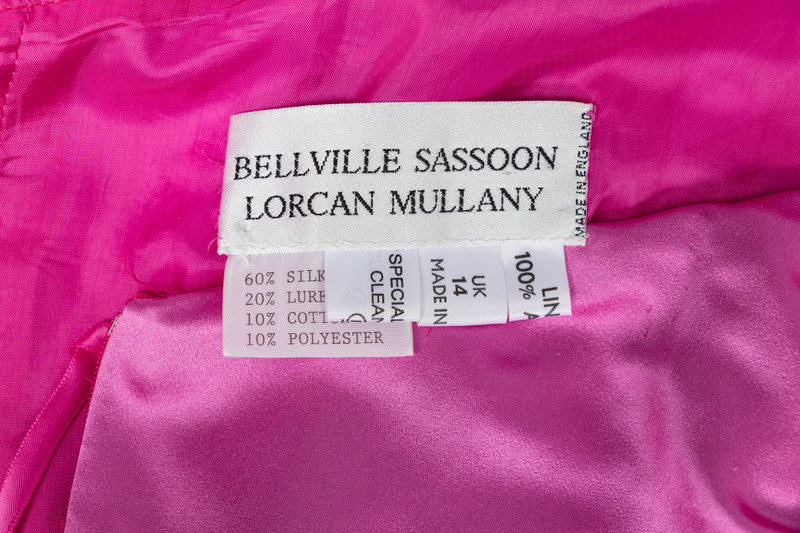 BELLVILLE SASSOON
LORCAN MULLANY
MADE IN ENGLAND
60% SILK
20% LURE
10% COTTO
10% POLYESTER
SPECIAL
CLEAN
UK
14
MADE IN
LIN
100% A